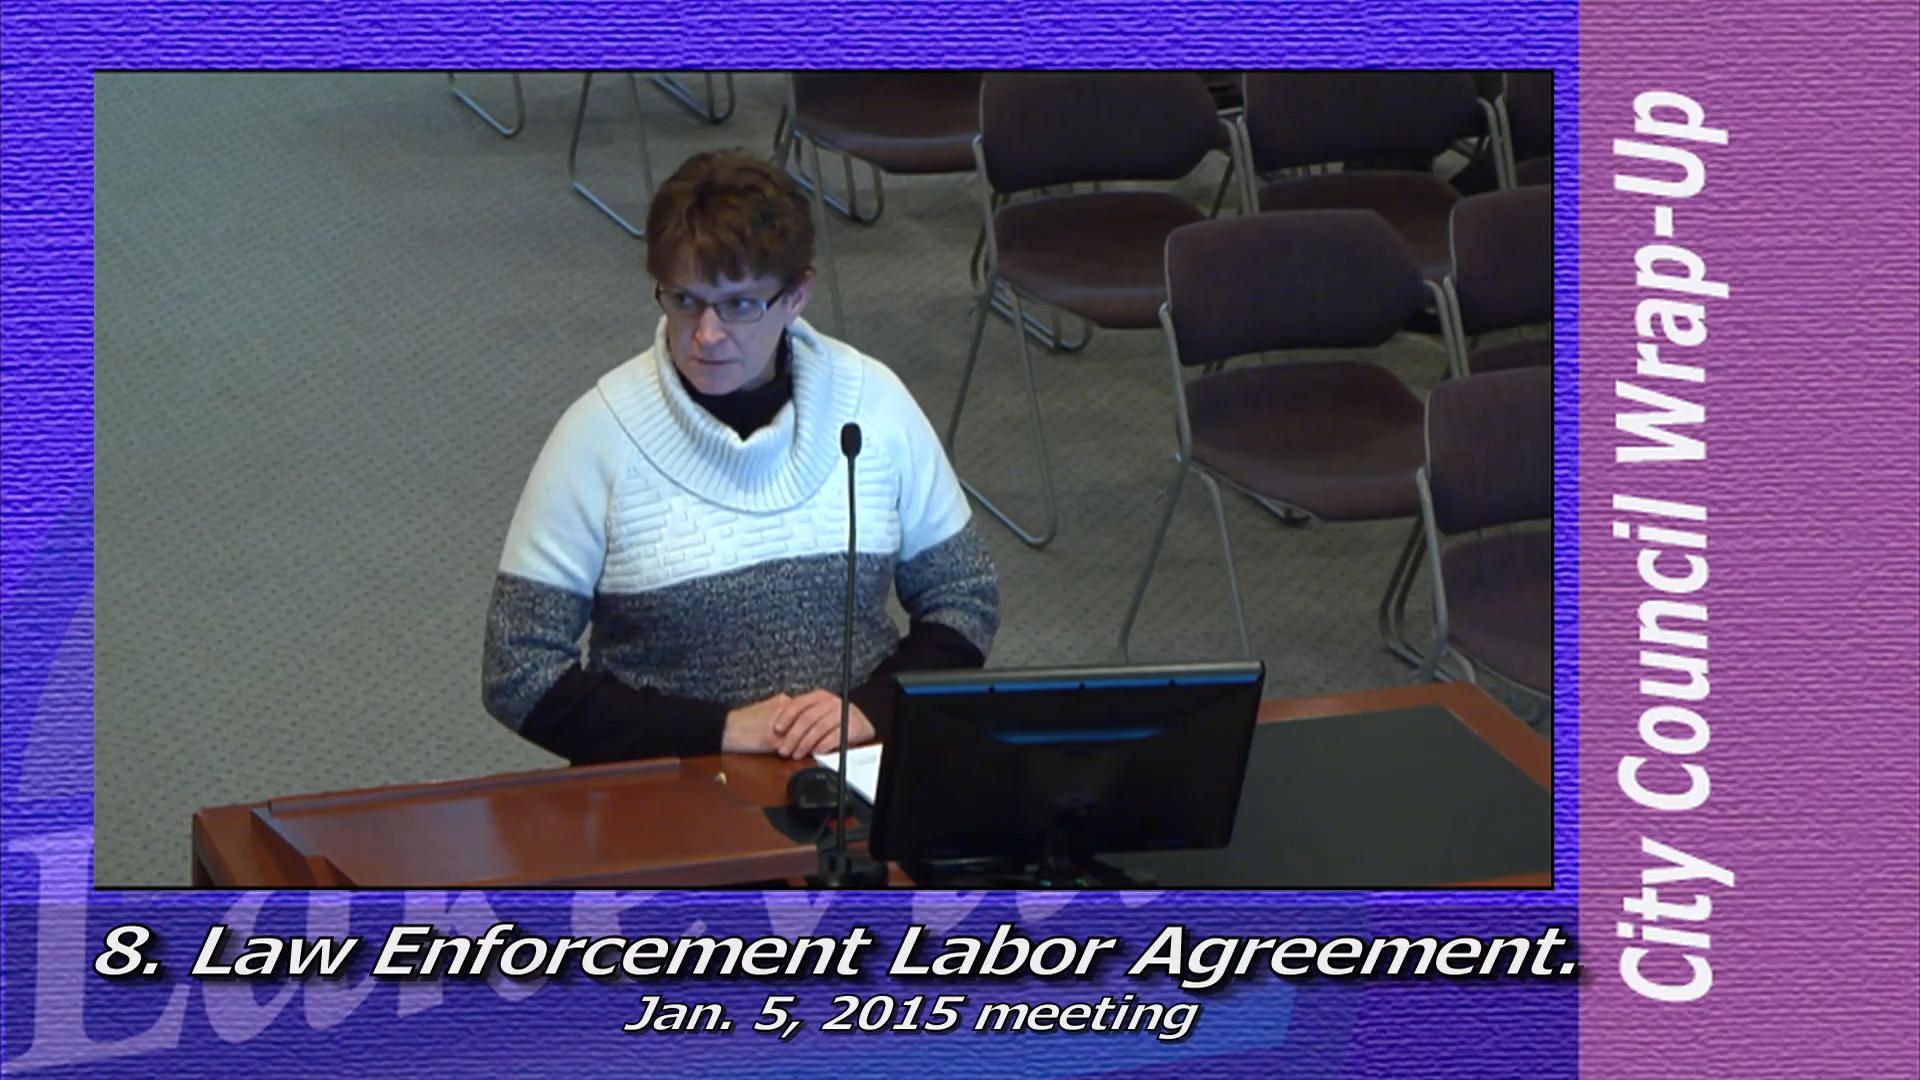 8. Law Enforcement Labor Agreement.
Jan. 5, 2015 meeting
City Council Wrap-Up